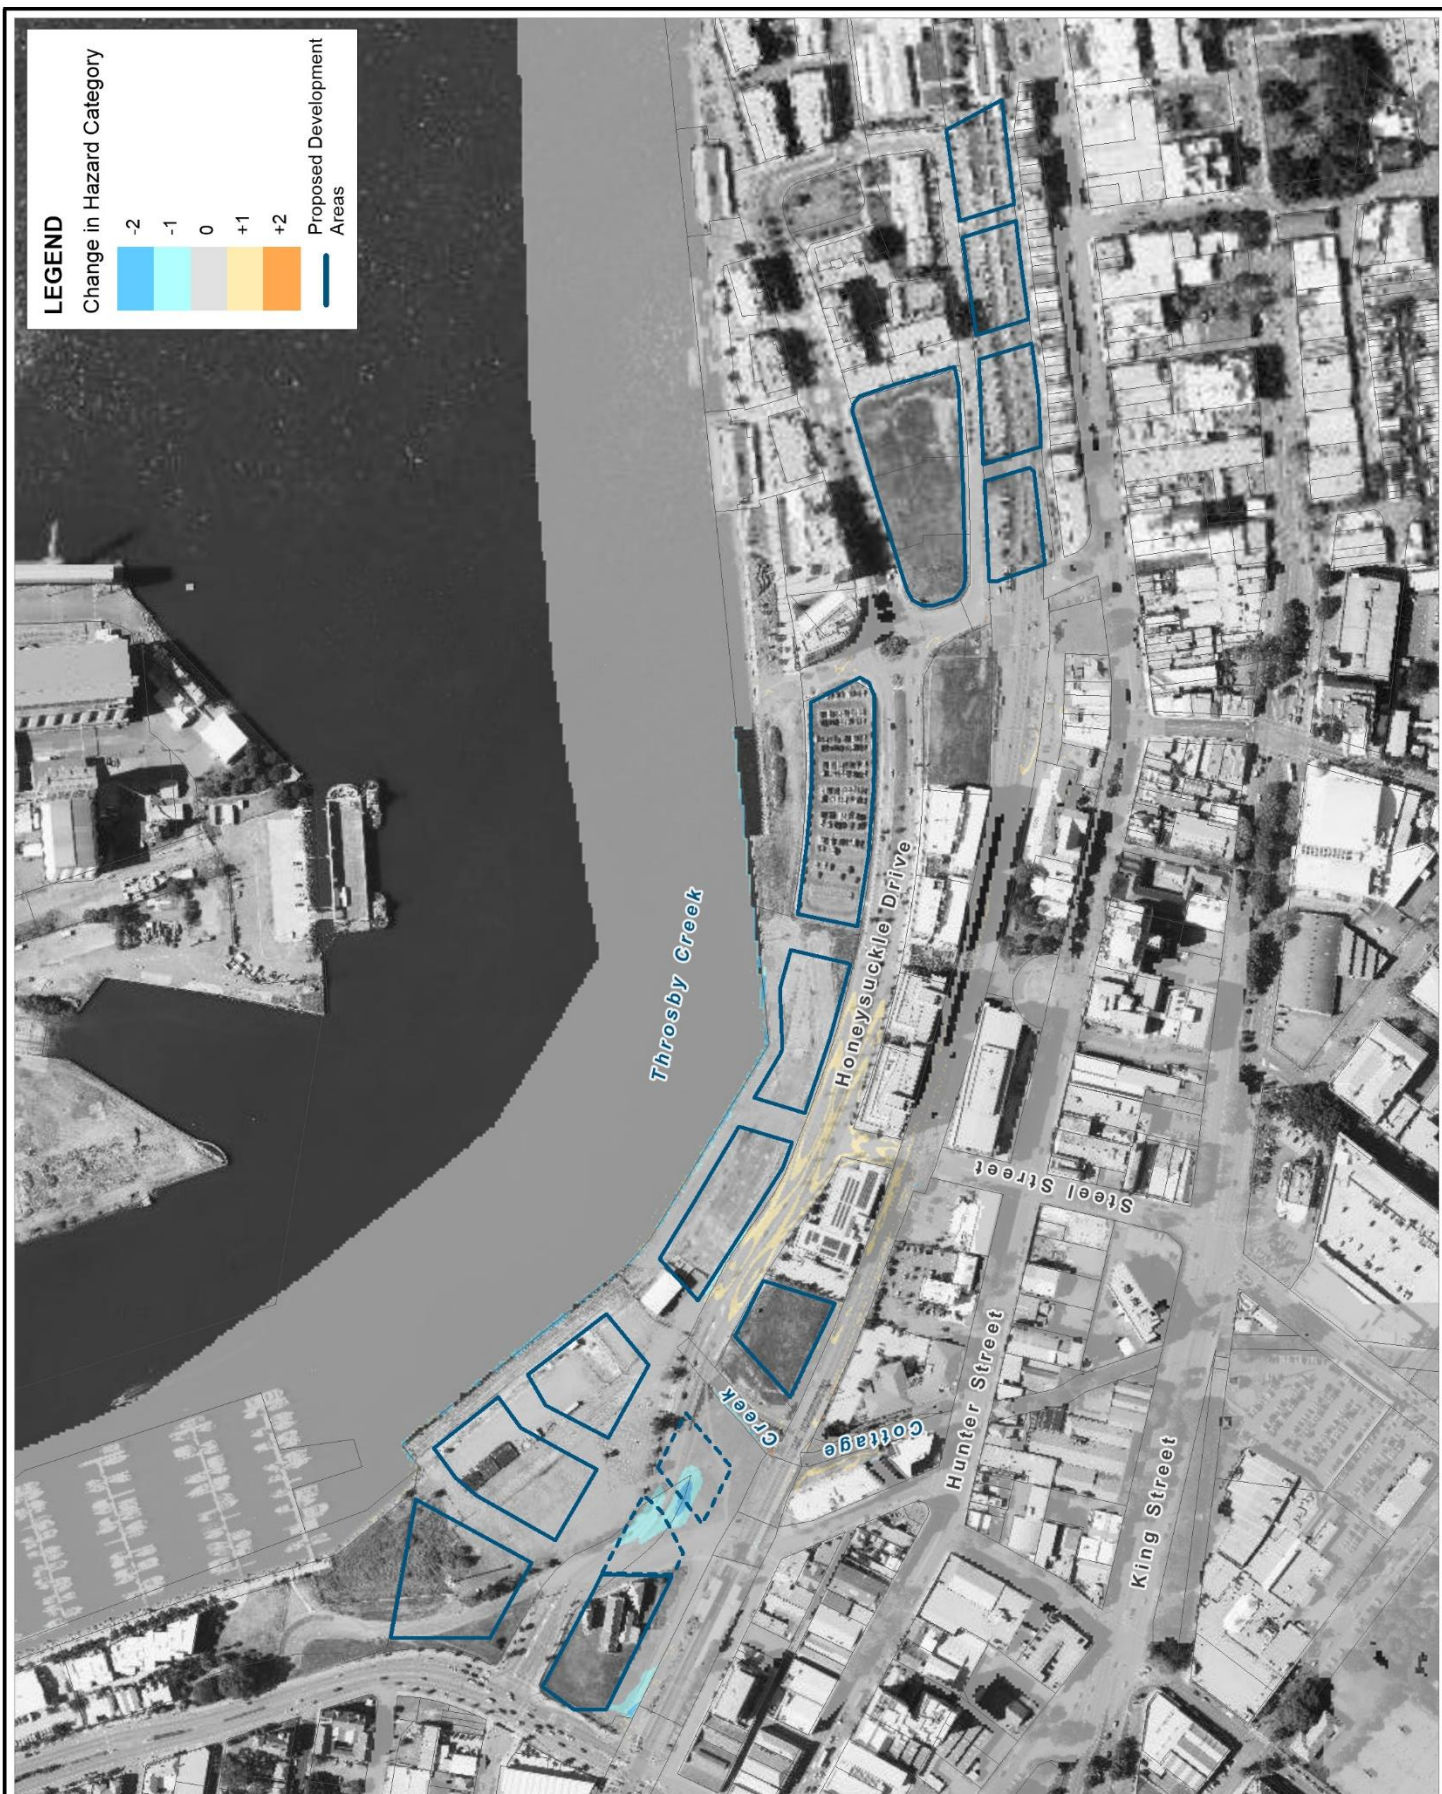 LEGEND
Change in Hazard Category
-2
-1
0
+1
+2
Proposed Development
Areas
Throsby Creek
Honeysuckle Drive
Steel Street
Cottage
Creek
Hunter Street
King Street